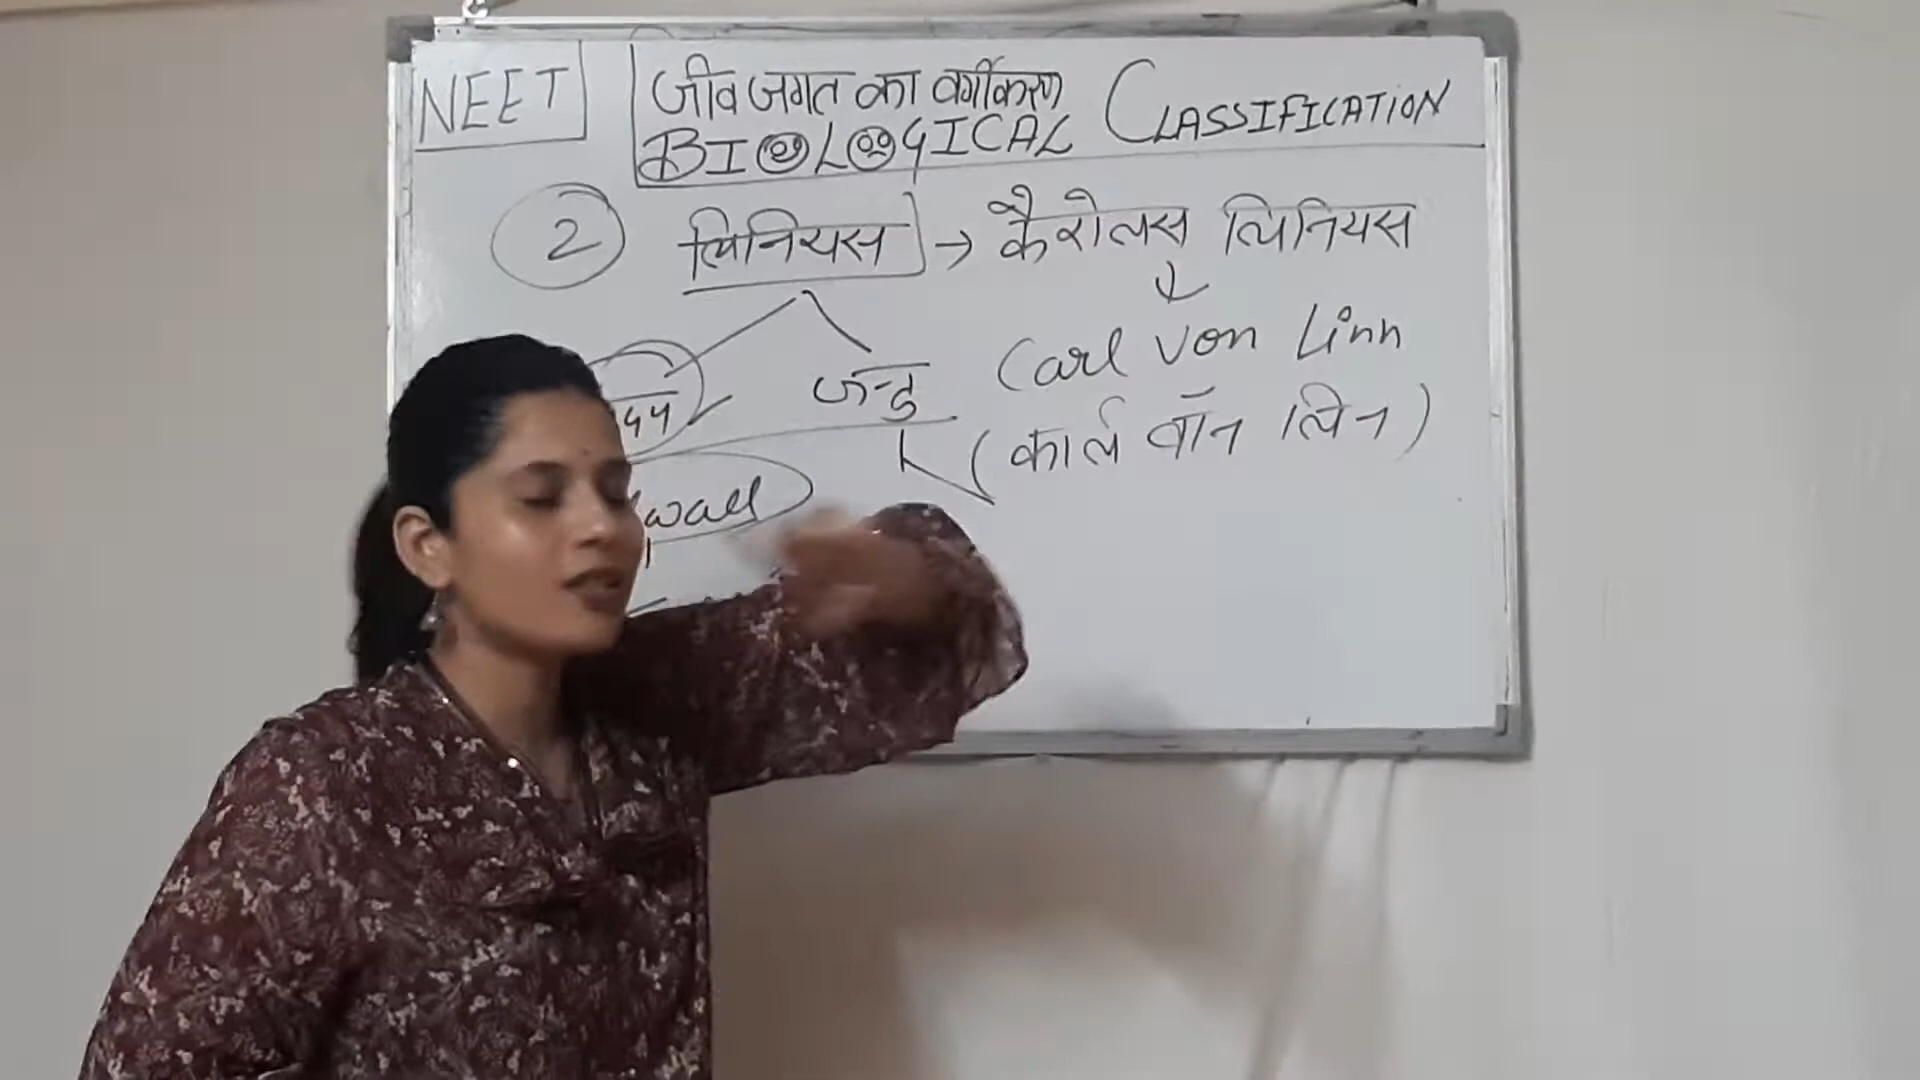 NEET
जीव जगत का वर्गीकरण
BIOLOGICAL CLASSIFICATION
2 लिनियस → कैरोलस लिनियस
Carl Von Linn
जन्तु
(कार्ल वॉन लिन)
wall